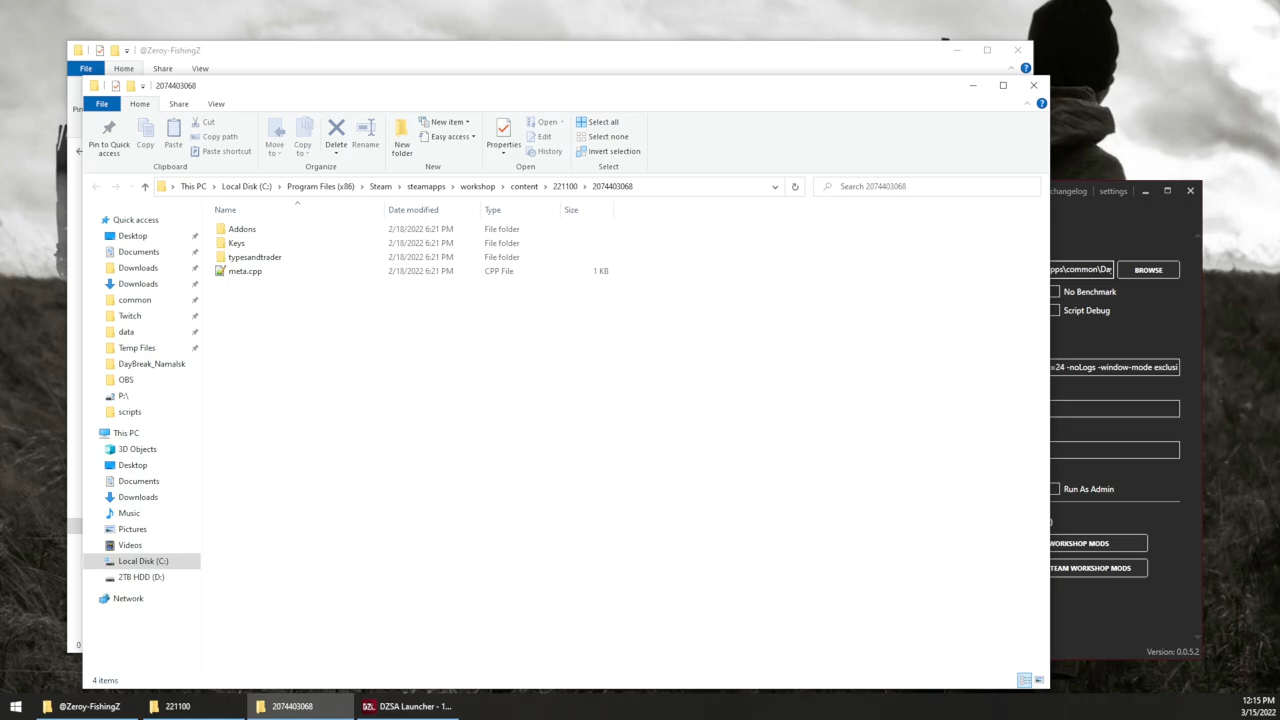 @Zeroy-FishingZ
File Home Share View
2074403068
File Home Share View
Pin to Quick access
Copy
Paste
Cut
Copy path
Paste shortcut
Clipboard
Move to
Copy to
Delete
Rename
Organize
New folder
New item
Easy access
New
Properties
Open
Edit
History
Open
Select all
Select none
Invert selection
Select
This PC > Local Disk (C:) > Program Files (x86) > Steam > steamapps > workshop > content > 221100 > 2074403068
Search 2074403068
Name Date modified Type Size
Addons 2/18/2022 6:21 PM File folder
Keys 2/18/2022 6:21 PM File folder
typesandtrader 2/18/2022 6:21 PM File folder
meta.cpp 2/18/2022 6:21 PM CPP File 1 KB
Quick access
Desktop
Documents
Downloads
Downloads
common
Twitch
data
Temp Files
DayBreak_Namalsk
OBS
P:\
scripts
This PC
3D Objects
Desktop
Documents
Downloads
Music
Pictures
Videos
Local Disk (C:)
2TB HDD (D:)
Network
4 items
changelog settings
pps\common\Day BROWSE
No Benchmark
Script Debug
=24 -noLogs -window-mode exclusi
Run As Admin
WORKSHOP MODS
TEAM WORKSHOP MODS
Version: 0.0.5.2
@Zeroy-FishingZ
221100
2074403068
DZSA Launcher - 1...
12:15 PM
3/15/2022